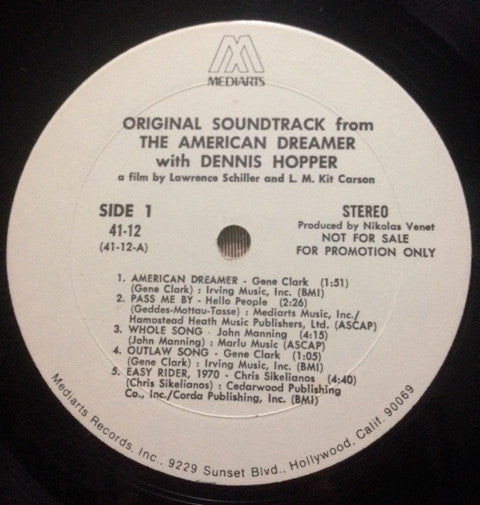 MEDIARTS
ORIGINAL SOUNDTRACK from
THE AMERICAN DREAMER
with DENNIS HOPPER
a film by Lawrence Schiller and L. M. Kit Carson
SIDE 1
41-12
(41-12-A)
STEREO
Produced by Nikolas Venet
NOT FOR SALE
FOR PROMOTION ONLY
1. AMERICAN DREAMER - Gene Clark (1:51)
(Gene Clark) : Irving Music, Inc. (BMI)
2. PASS ME BY - Hello People (2:26)
(Geddes-Mottau-Tasse) : Mediarts Music, Inc./
Hamostead Heath Music Publishers, Ltd. (ASCAP)
3. WHOLE SONG - John Manning (4:15)
(John Manning) : Marlu Music (ASCAP)
4. OUTLAW SONG - Gene Clark (1:05)
(Gene Clark) : Irving Music, Inc. (BMI)
5. EASY RIDER, 1970 - Chris Sikelianos (4:40)
(Chris Sikelianos) : Cedarwood Publishing
Co., Inc./Corda Publishing, Inc. (BMI)
Mediarts Records, Inc., 9229 Sunset Blvd., Hollywood, Calif. 90069